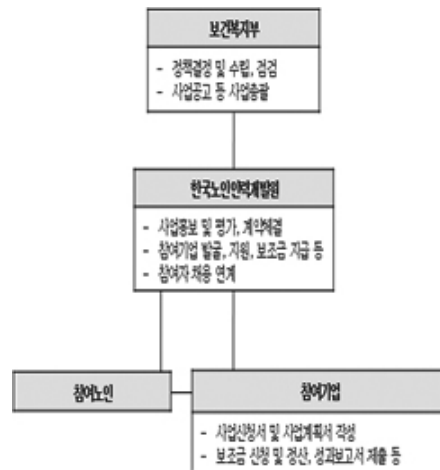 보건복지부
- 정책결정 및 수립, 점검
- 사업공고 등 사업총괄
한국노인인력개발원
- 사업홍보 및 평가, 계약체결
- 참여기업 발굴, 지원, 보조금 지급 등
- 참여자 채용 연계
참여노인
참여기업
- 사업신청서 및 사업계획서 작성
- 보조금 신청 및 정산, 성과보고서 제출 등